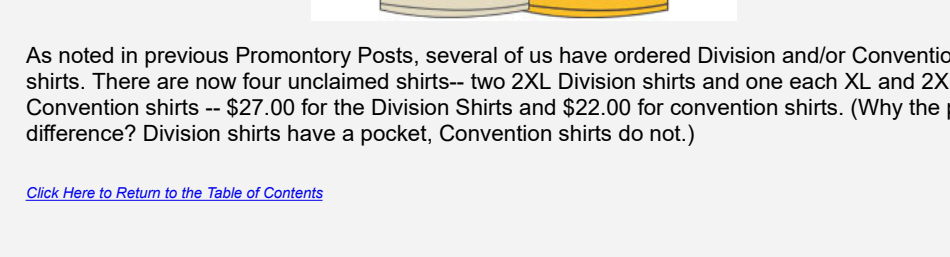 As noted in previous Promontory Posts, several of us have ordered Division and/or
shirts. There are now four unclaimed shirts-- two 2XL Division shirts and one each XL and
Convention shirts -- $27.00 for the Division Shirts and $22.00 for convention shirts. (Why the
difference? Division shirts have a pocket, Convention shirts do not.)
Click Here to Return to the Table of Contents